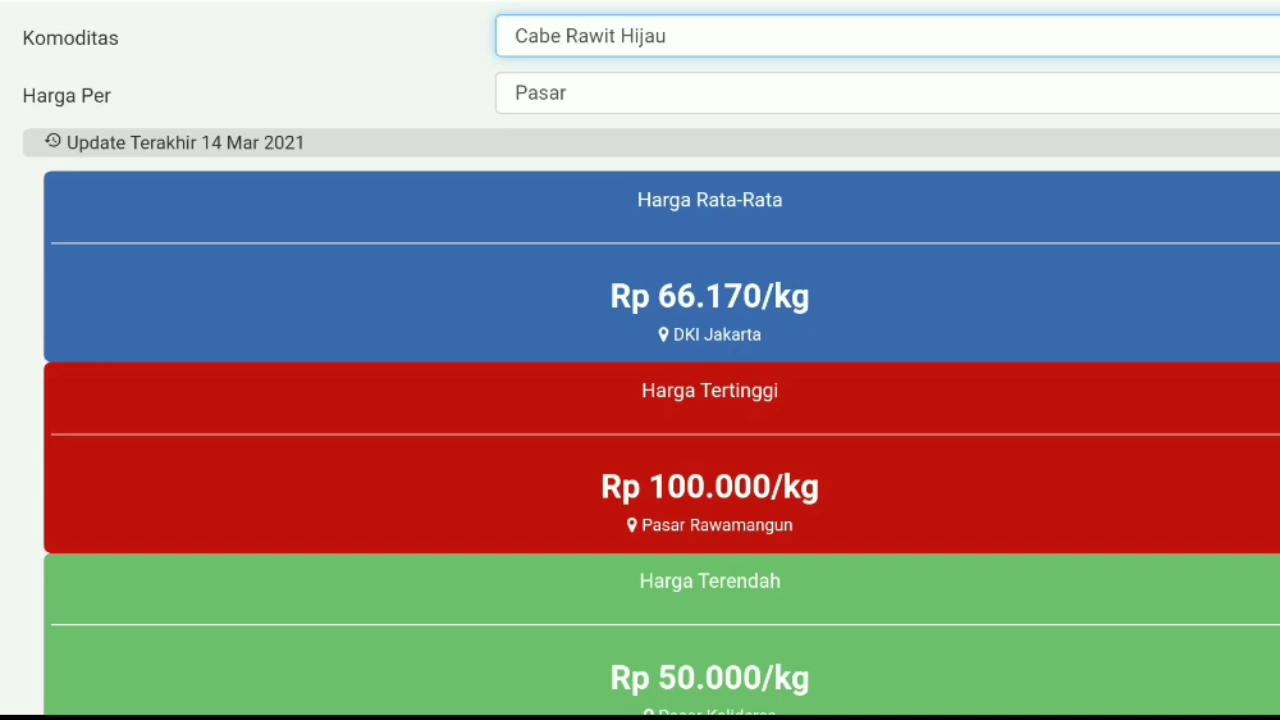 Komoditas
Cabe Rawit Hijau
Harga Per
Pasar
Update Terakhir 14 Mar 2021
Harga Rata-Rata
Rp 66.170/kg
DKI Jakarta
Harga Tertinggi
Rp 100.000/kg
Pasar Rawamangun
Harga Terendah
Rp 50.000/kg